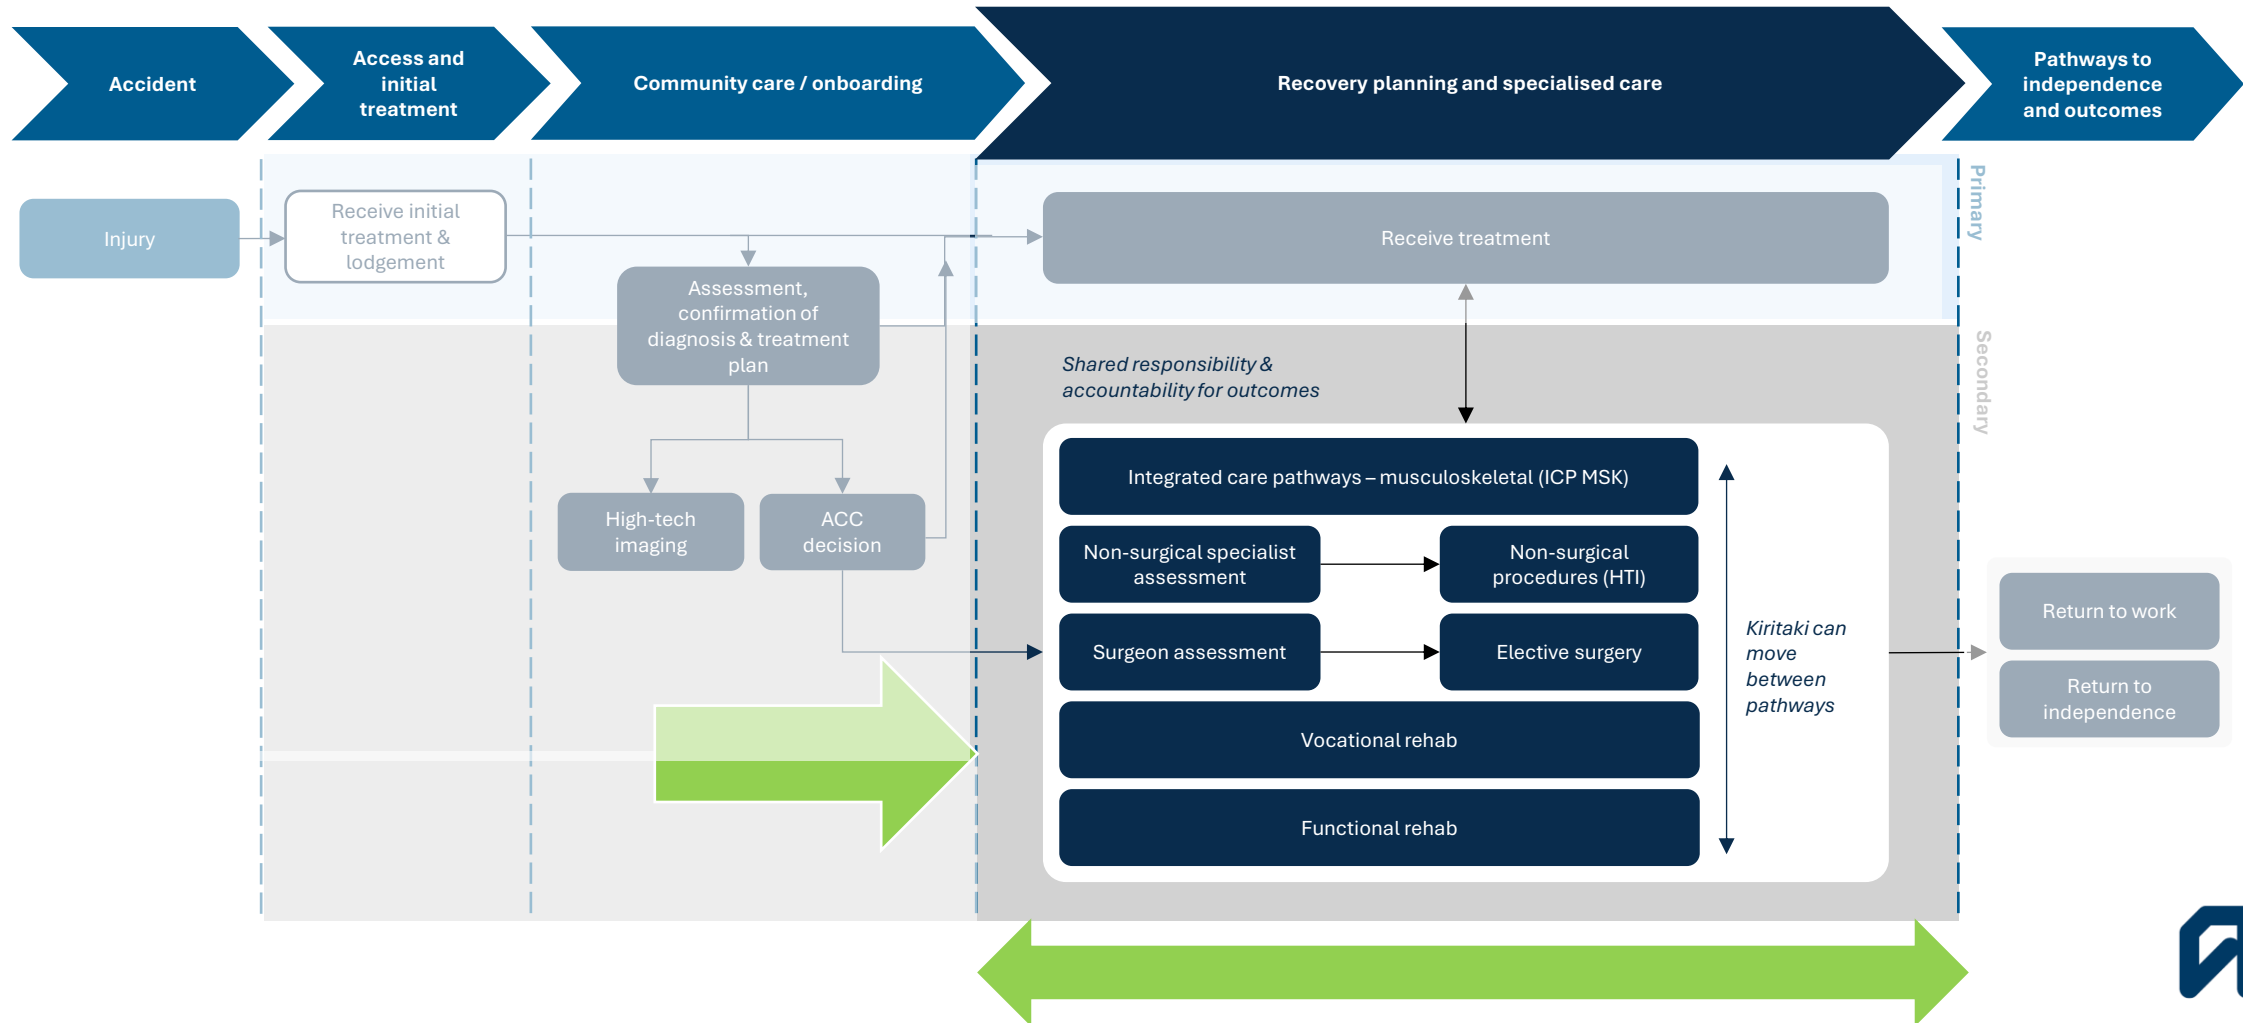 Accident
Access and
initial
treatment
Community care / onboarding
Recovery planning and specialised care
Pathways to
independence
and outcomes
Primary
Secondary
Injury
Receive initial
treatment &
lodgement
Receive treatment
Assessment,
confirmation of
diagnosis & treatment
plan
Shared responsibility &
accountability for outcomes
High-tech
imaging
ACC
decision
Integrated care pathways – musculoskeletal (ICP MSK)
Non-surgical specialist
assessment
Non-surgical
procedures (HTI)
Surgeon assessment
Elective surgery
Vocational rehab
Functional rehab
Kiritaki can
move
between
pathways
Return to work
Return to
independence